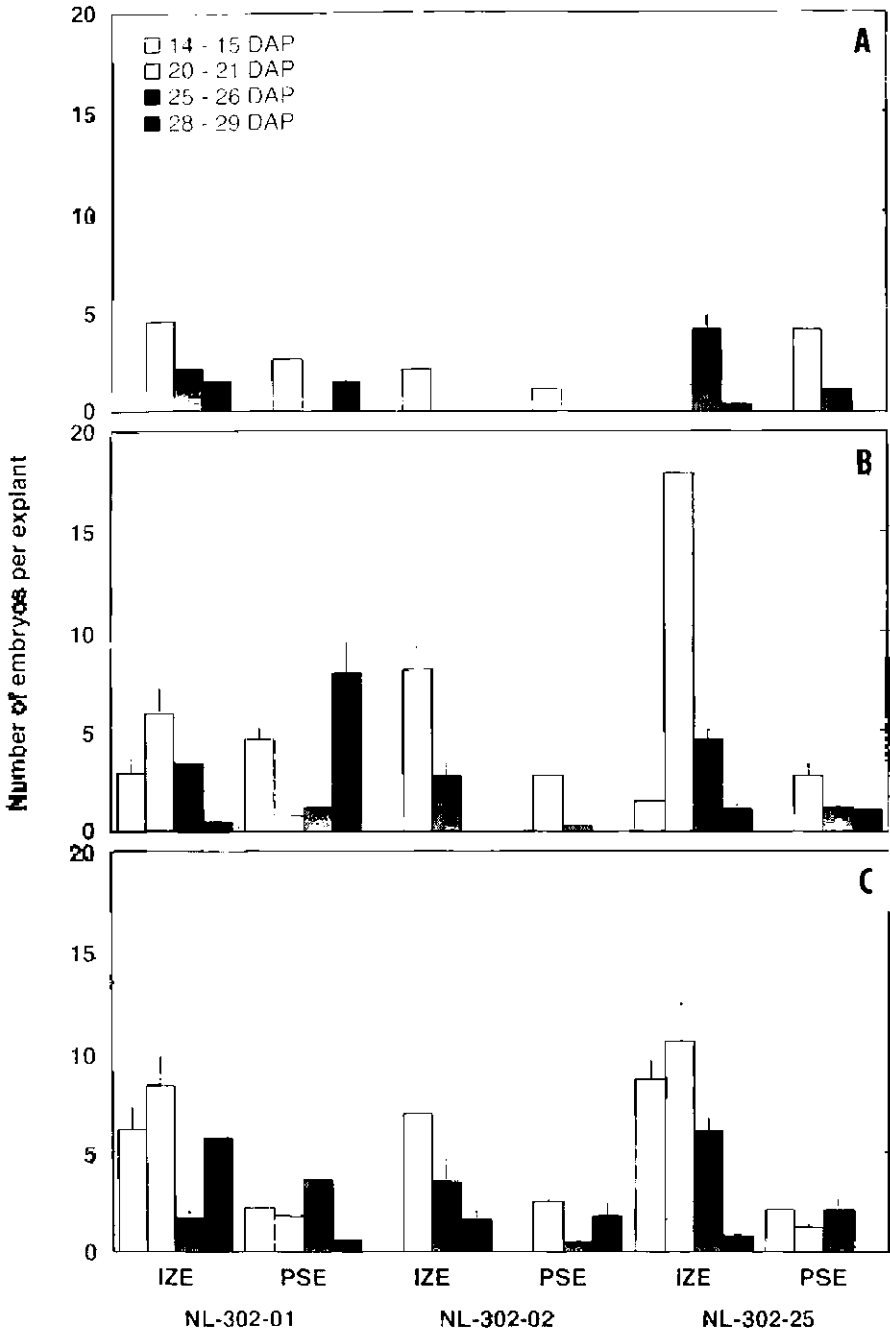 A
14 - 15 DAP
20 - 21 DAP
25 - 26 DAP
28 - 29 DAP
20
15
10
5
0
B
20
15
10
5
0
C
20
15
10
5
0
Number of embryos per explant
IZE PSE IZE PSE IZE PSE
NL-302-01 NL-302-02 NL-302-25